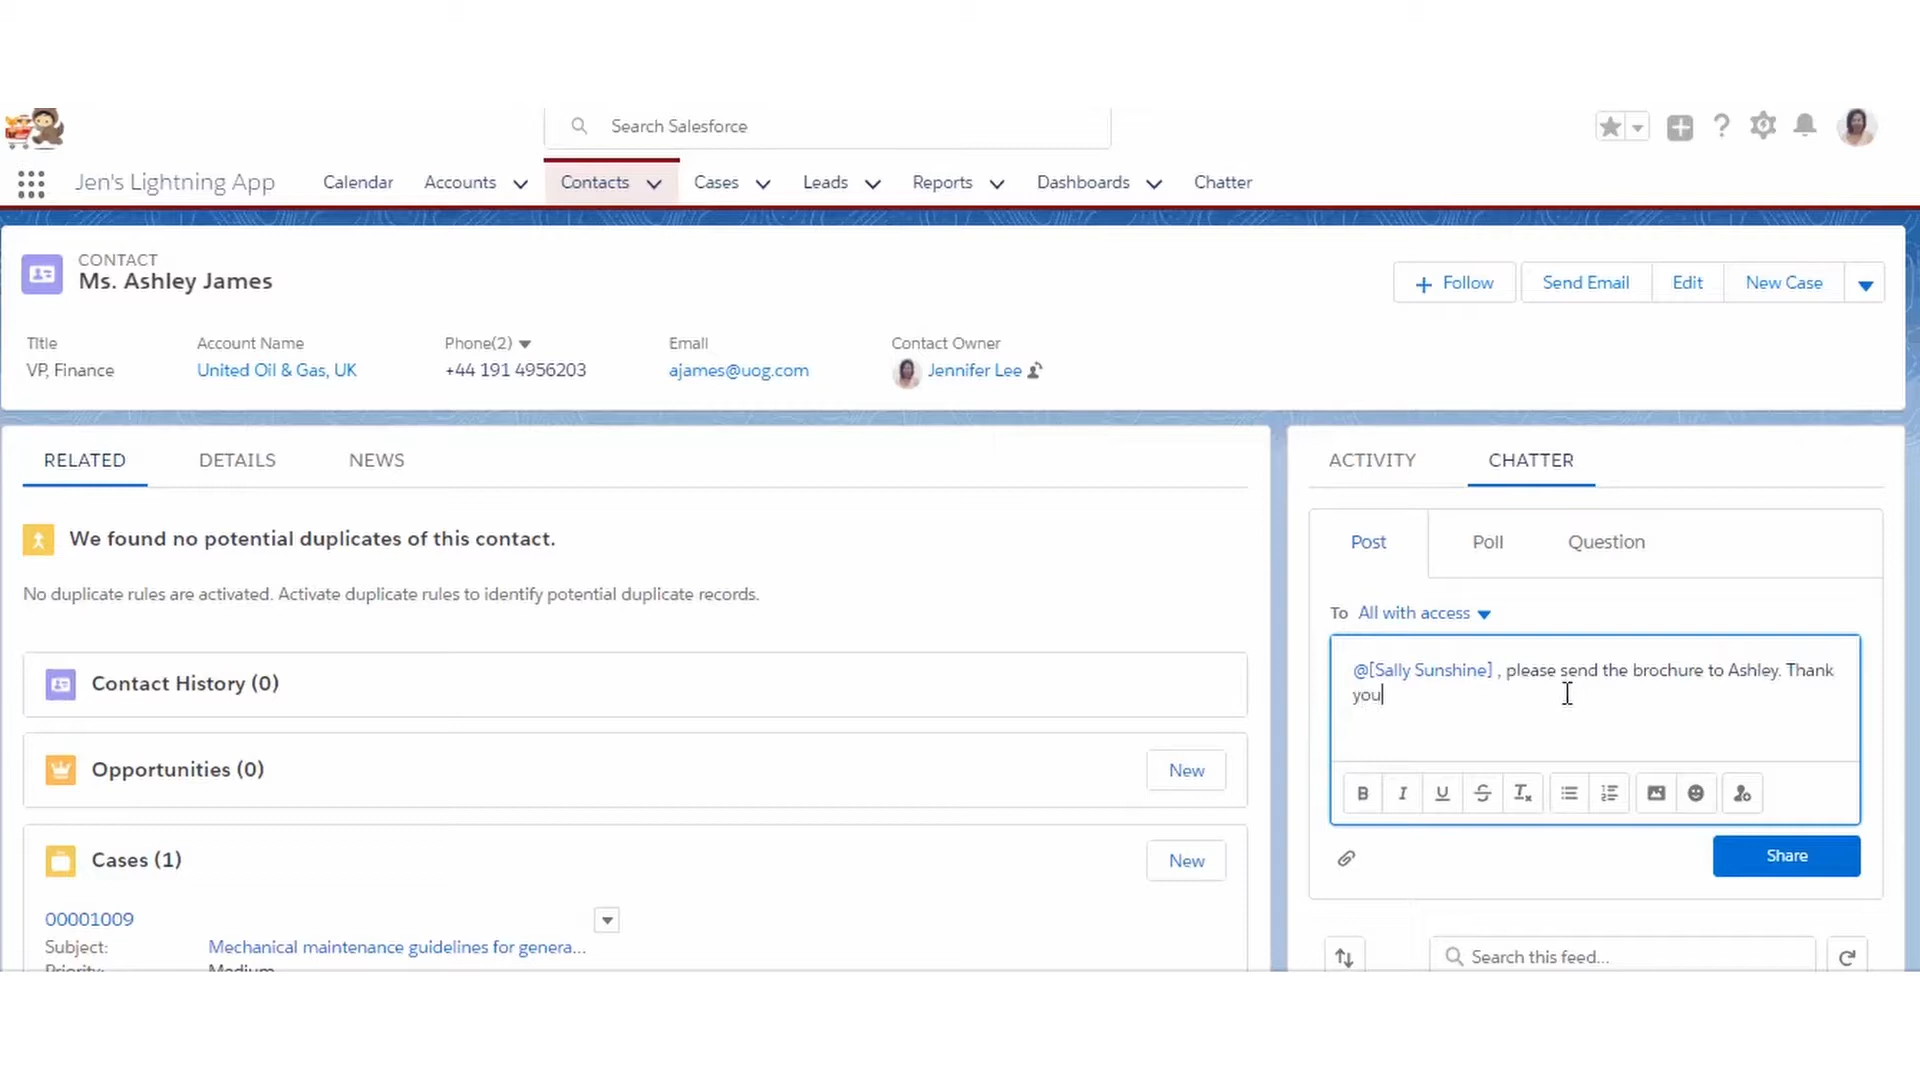 Search Salesforce
Jen's Lightning App
Calendar
Accounts
Contacts
Cases
Leads
Reports
Dashboards
Chatter
CONTACT
Ms. Ashley James
Follow
Send Email
Edit
New Case
Title
Account Name
Phone(2)
Email
Contact Owner
VP, Finance
United Oil & Gas, UK
+44 191 4956203
ajames@uog.com
Jennifer Lee
RELATED
DETAILS
NEWS
We found no potential duplicates of this contact.
No duplicate rules are activated. Activate duplicate rules to identify potential duplicate records.
Contact History (0)
Opportunities (0)
New
Cases (1)
New
00001009
Subject:
Mechanical maintenance guidelines for genera...
Priority:
Medium
ACTIVITY
CHATTER
Post
Poll
Question
To All with access
@[Sally Sunshine] , please send the brochure to Ashley. Thank
you
B
I
U
S
Tx
Share
Search this feed...